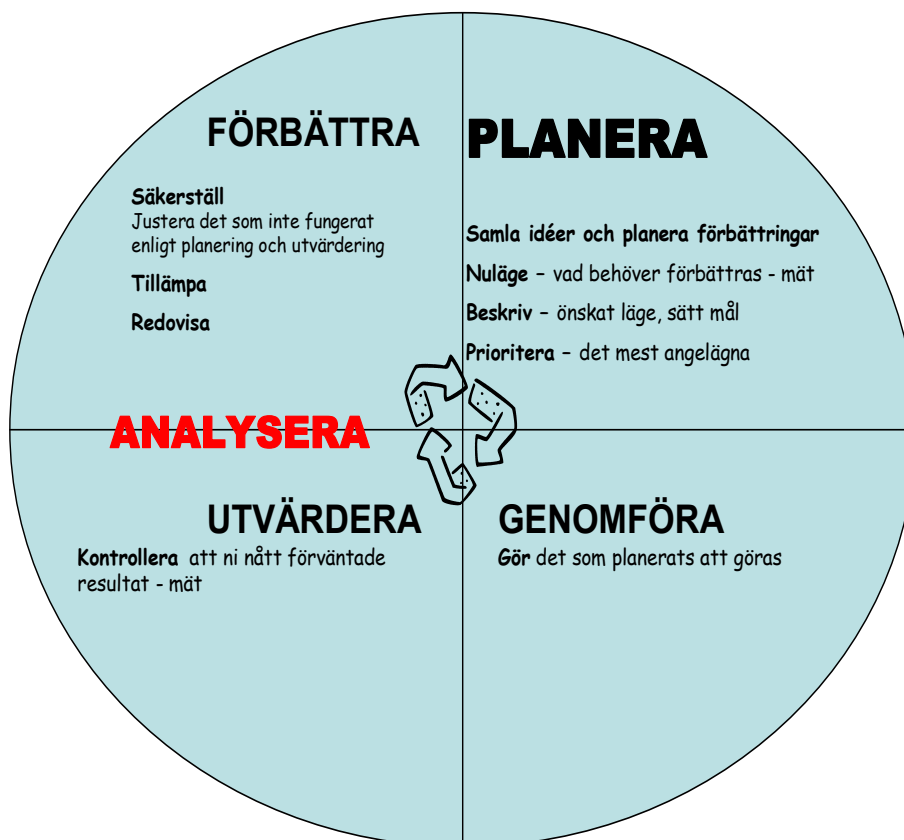 FÖRBÄTTRA
Säkerställ
Justera det som inte fungerat
enligt planering och utvärdering
Tillämpa
Redovisa
PLANERA
Samla idéer och planera förbättringar
Nuläge – vad behöver förbättras - mät
Beskriv – önskat läge, sätt mål
Prioritera – det mest angelägna
ANALYSERA
UTVÄRDERA
Kontrollera att ni nått förväntade
resultat - mät
GENOMFÖRA
Gör det som planerats att göras